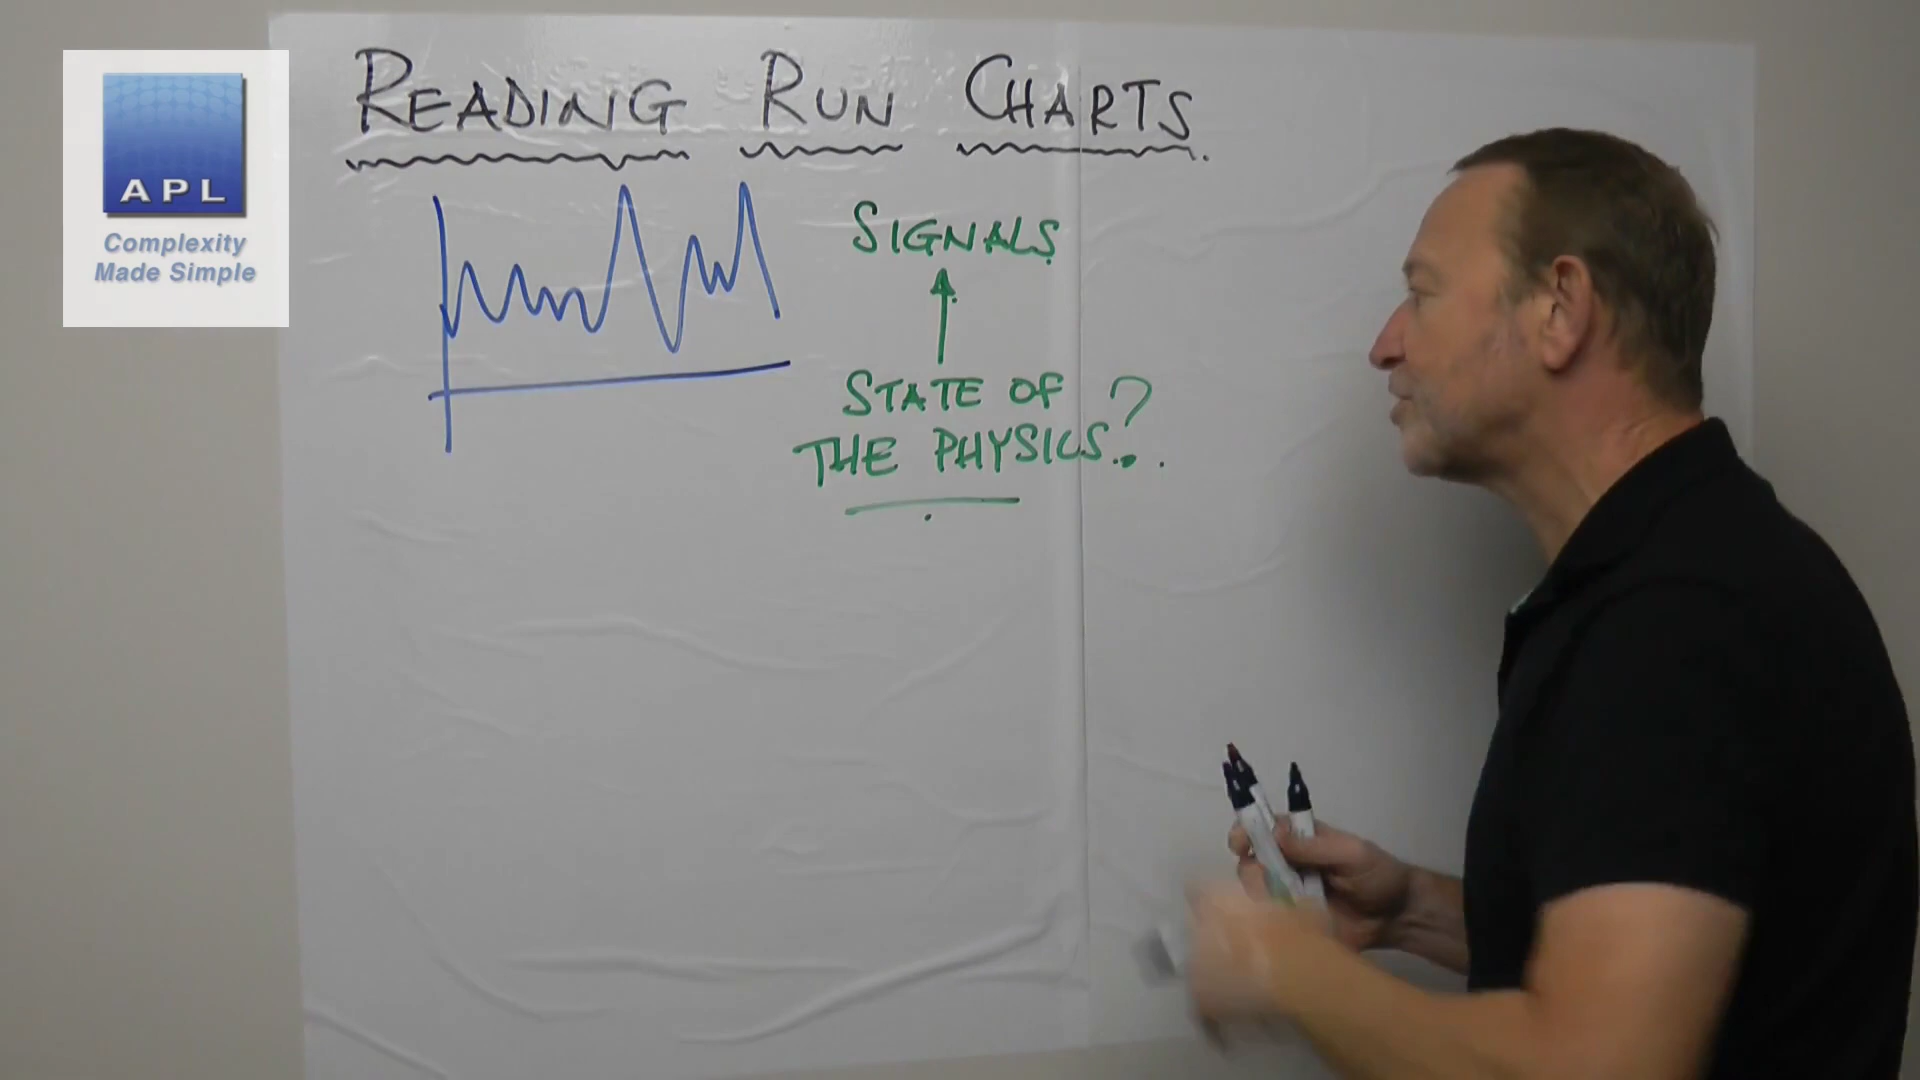 APL
Complexity
Made Simple
READING RUN CHARTS.
SIGNALS
STATE OF
THE PHYSICS?